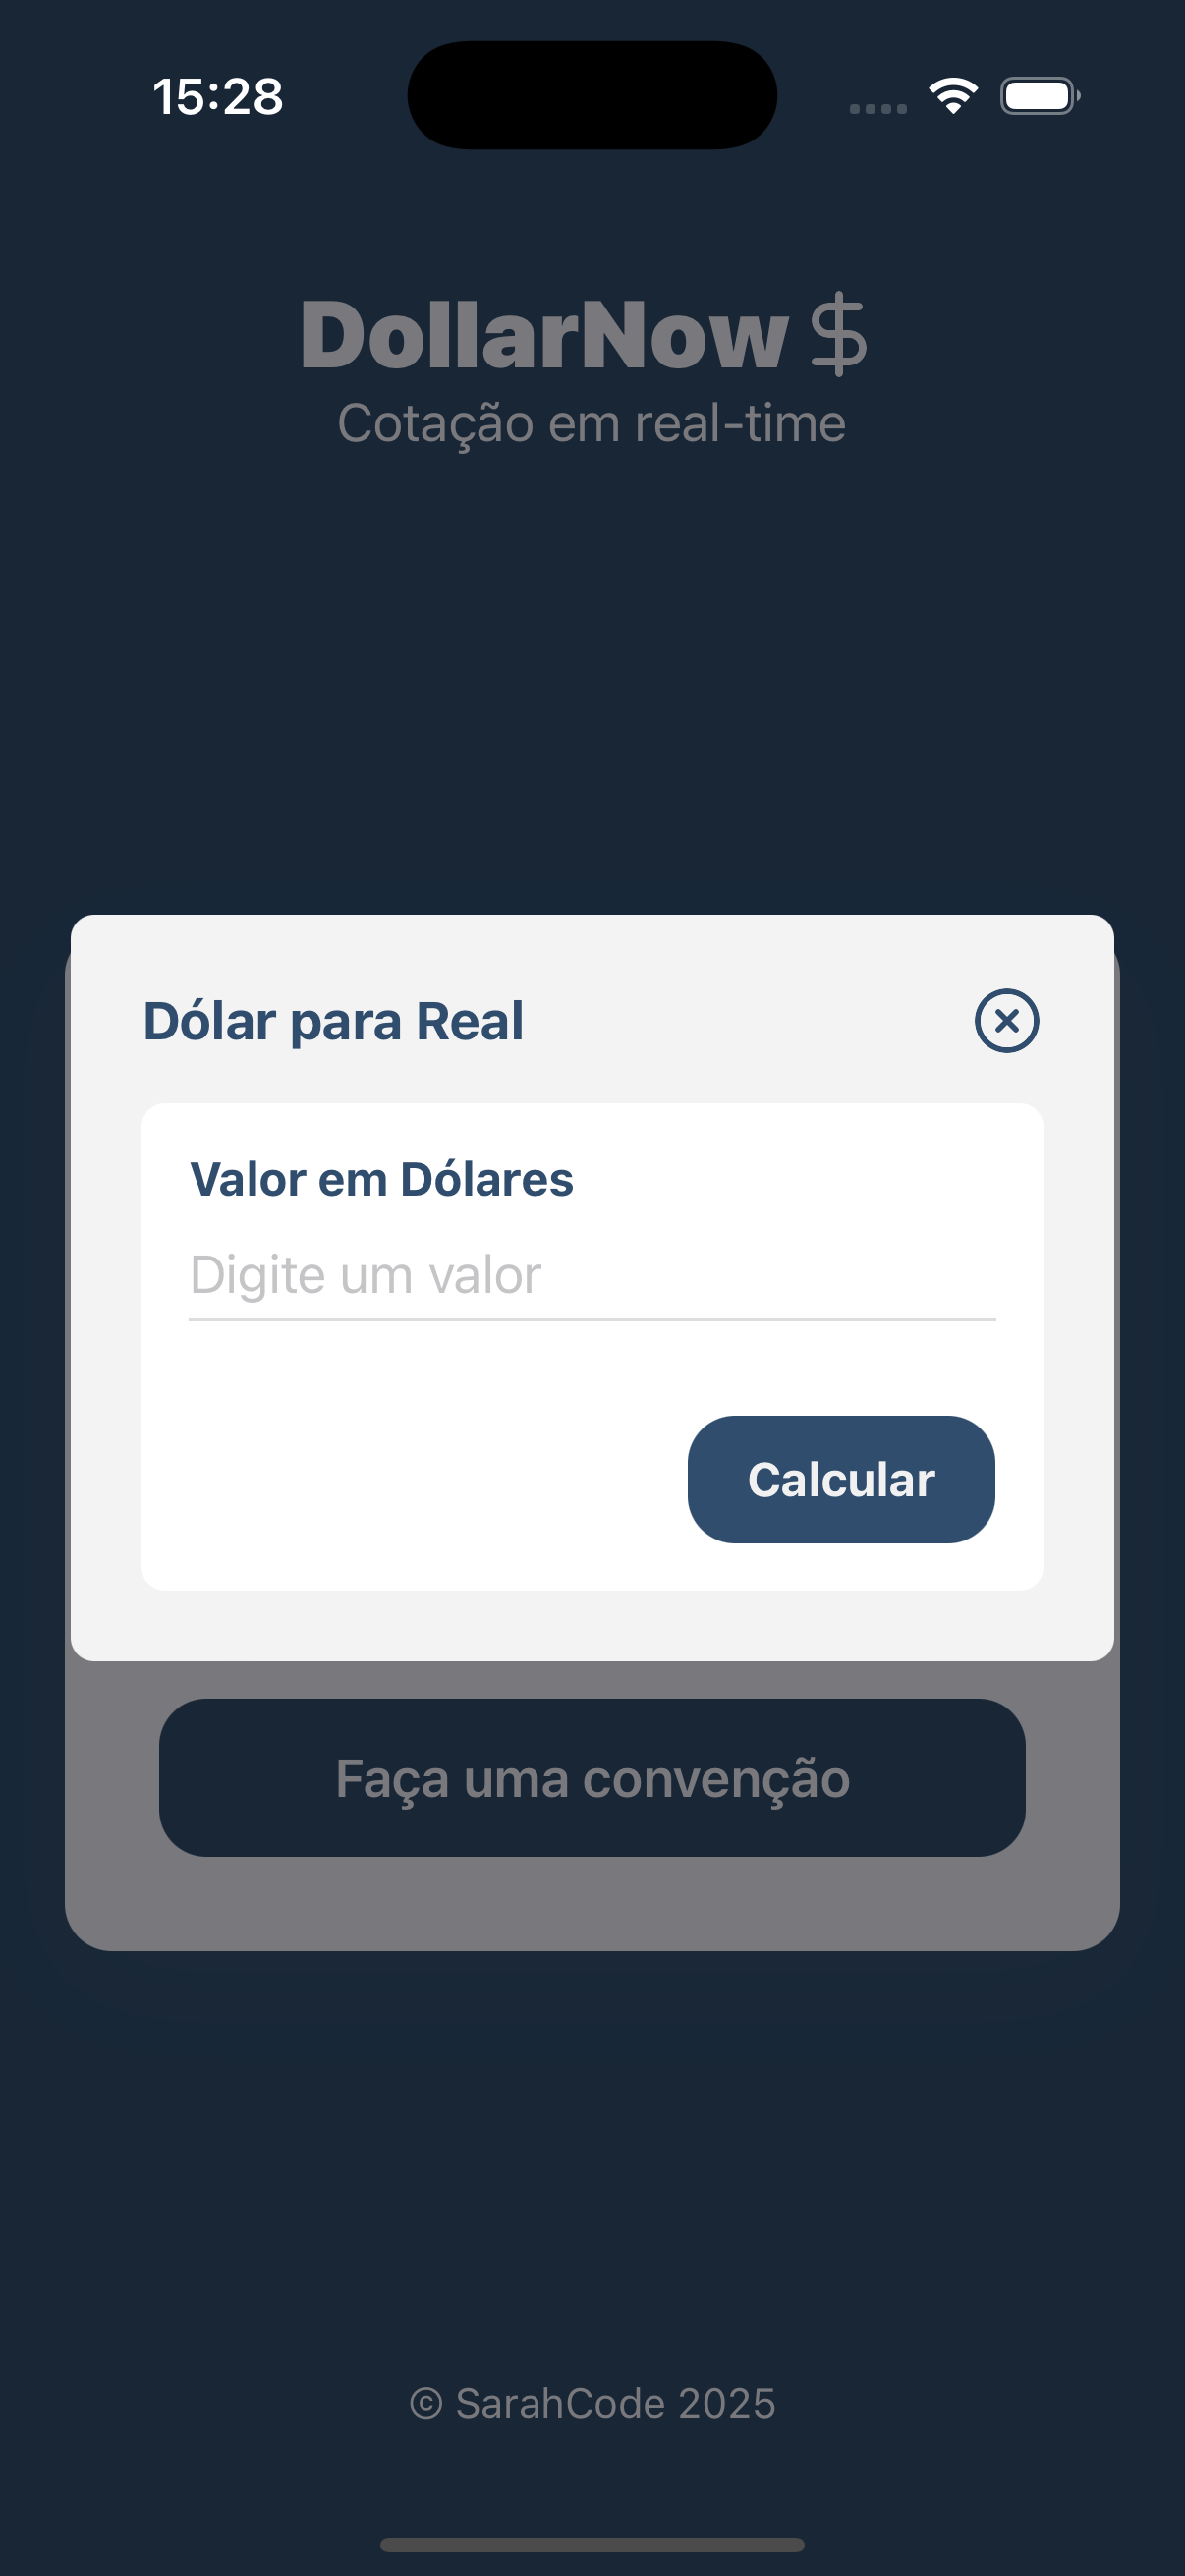 15:28
DollarNow $
Cotação em real-time
Dólar para Real
Valor em Dólares
Digite um valor
Calcular
Faça uma convenção
© SarahCode 2025